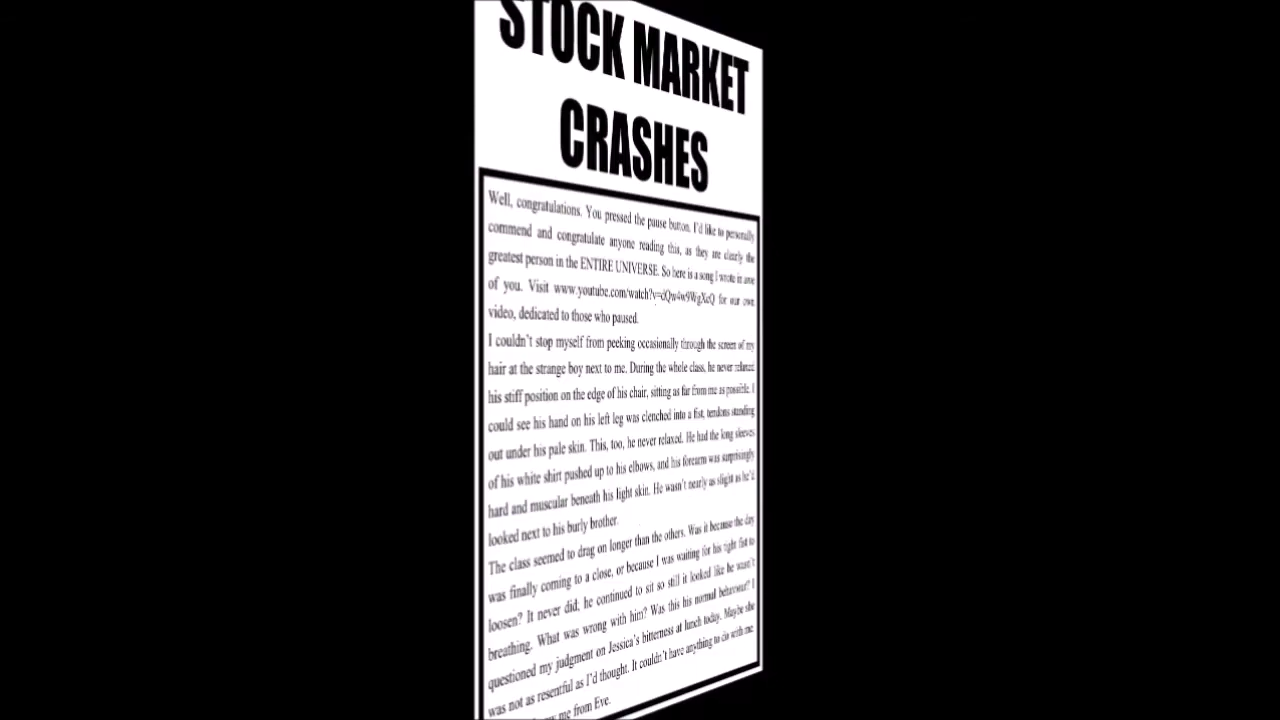 STOCK MARKET
CRASHES
Well, congratulations. You pressed the pause button. I'd like to personally
commend and congratulate anyone reading this, as they are clearly the
greatest person in the ENTIRE UNIVERSE. So here is a song I wrote in awe
of you. Visit www.youtube.com/watch?v=dQw4w9WgXcQ for our own
video, dedicated to those who paused.
I couldn't stop myself from peeking occasionally through the screen of my
hair at the strange boy next to me. During the whole class, he never relaxed
his stiff position on the edge of his chair, sitting as far from me as possible. I
could see his hand on his left leg was clenched into a fist, tendons standing
out under his pale skin. This, too, he never relaxed. He had the long sleeves
of his white shirt pushed up to his elbows, and his forearm was surprisingly
hard and muscular beneath his light skin. He wasn't nearly as slight as he'd
looked next to his burly brother.
The class seemed to drag on longer than the others. Was it because the day
was finally coming to a close, or because I was waiting for his tight fist to
loosen? It never did; he continued to sit so still it looked like he wasn't
breathing. What was wrong with him? Was this his normal behaviour? I
questioned my judgment on Jessica's bitterness at lunch today. Maybe she
was not as resentful as I'd thought. It couldn't have anything to do with me.
me from Eve.